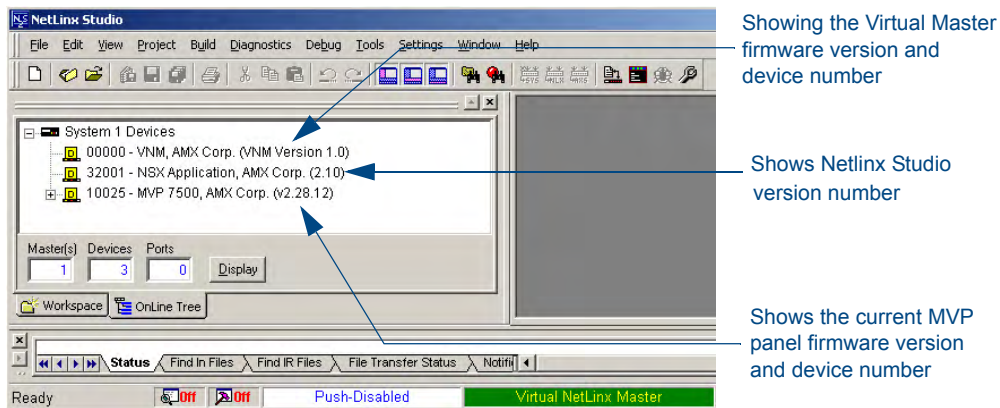 NetLinx Studio
File Edit View Project Build Diagnostics Debug Tools Settings Window Help
4SYS 4NLX 4AXS
System 1 Devices
00000 - VNM, AMX Corp. (VNM Version 1.0)
32001 - NSX Application, AMX Corp. (2.10)
10025 - MVP 7500, AMX Corp. (v2.28.12)
Master(s) Devices Ports
1 3 0 Display
Workspace OnLine Tree
Status Find In Files Find IR Files File Transfer Status
Ready Off Off Push-Disabled Virtual NetLinx Master
Showing the Virtual Master
firmware version and
device number
Shows Netlinx Studio
version number
Shows the current MVP
panel firmware version
and device number